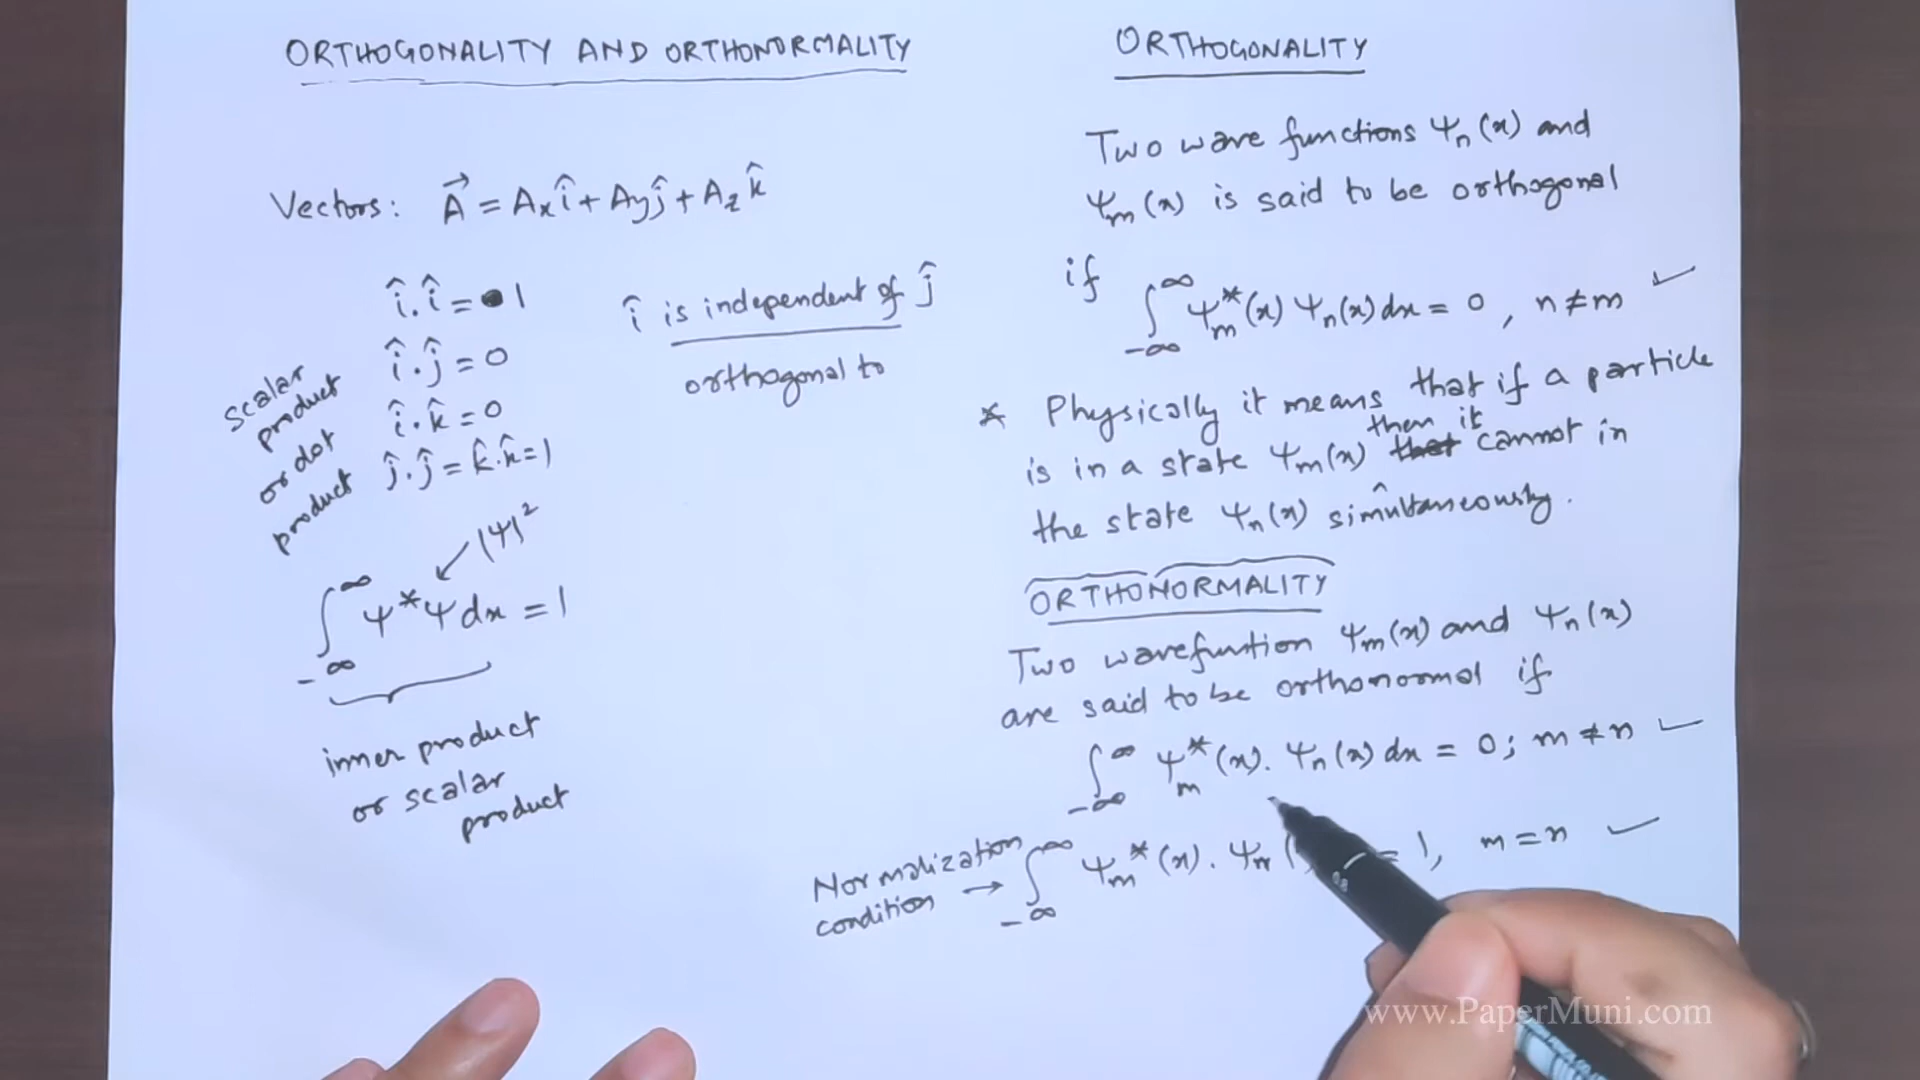 ORTHOGONALITY AND ORTHONORMALITY
Vectors: A⃗ = Axî + Ayĵ + Azk̂
î.î = 1
î.ĵ = 0
î.k̂ = 0
ĵ.ĵ = k̂.k̂ = 1
scalar
product
or dot
product
î is independent of ĵ
orthogonal to
|Ψ|²
∫_{-∞}^{∞} Ψ*Ψ dx = 1
inner product
or scalar
product
ORTHOGONALITY
Two wave functions Ψn(x) and
Ψm(x) is said to be orthogonal
if
∫_{-∞}^{∞} Ψm*(x) Ψn(x) dx = 0, n ≠ m ✓
* Physically it means that if a particle
is in a state Ψm(x) then it cannot in
the state Ψn(x) simultaneously.
ORTHONORMALITY
Two wavefuntion Ψm(x) and Ψn(x)
are said to be orthonormal if
∫_{-∞}^{∞} Ψm*(x). Ψn(x) dx = 0; m ≠ n ✓
Normalization
condition → ∫_{-∞}^{∞} Ψm*(x). Ψn( = 1, m = n ✓
www.PaperMuni.com